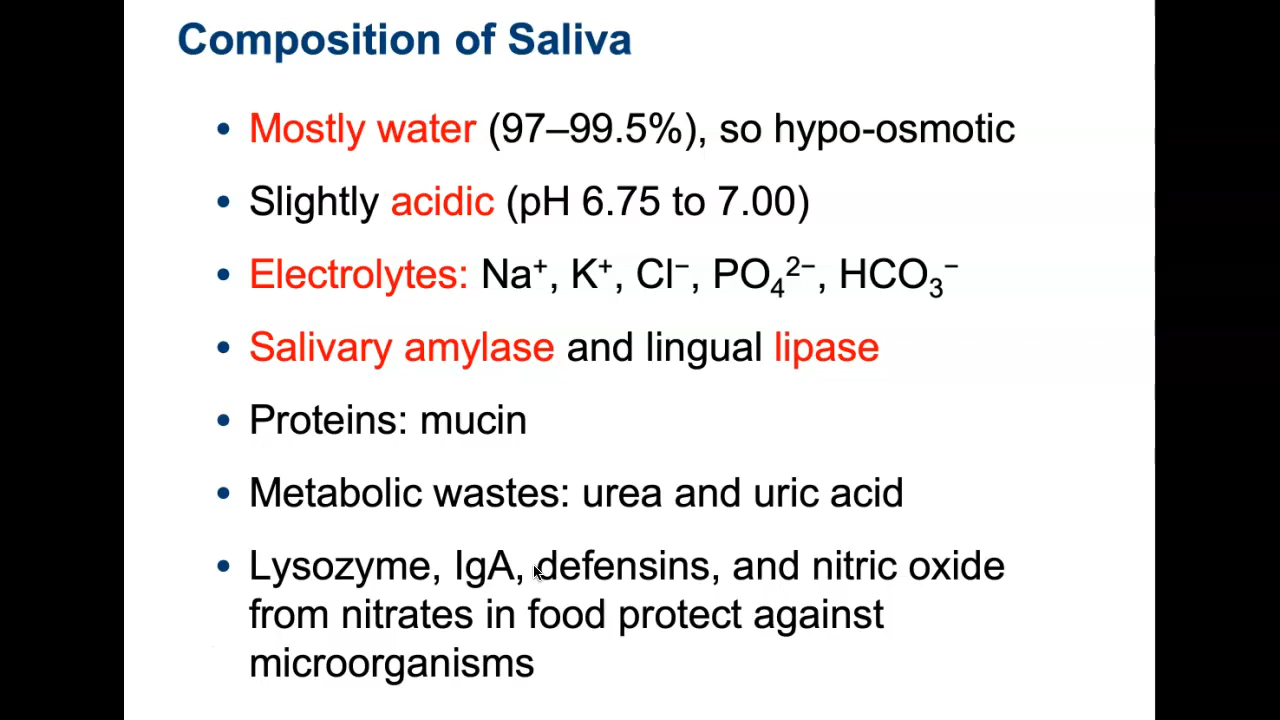 Composition of Saliva
• Mostly water (97–99.5%), so hypo-osmotic
• Slightly acidic (pH 6.75 to 7.00)
• Electrolytes: Na⁺, K⁺, Cl⁻, PO₄²⁻, HCO₃⁻
• Salivary amylase and lingual lipase
• Proteins: mucin
• Metabolic wastes: urea and uric acid
• Lysozyme, IgA, defensins, and nitric oxide
from nitrates in food protect against
microorganisms